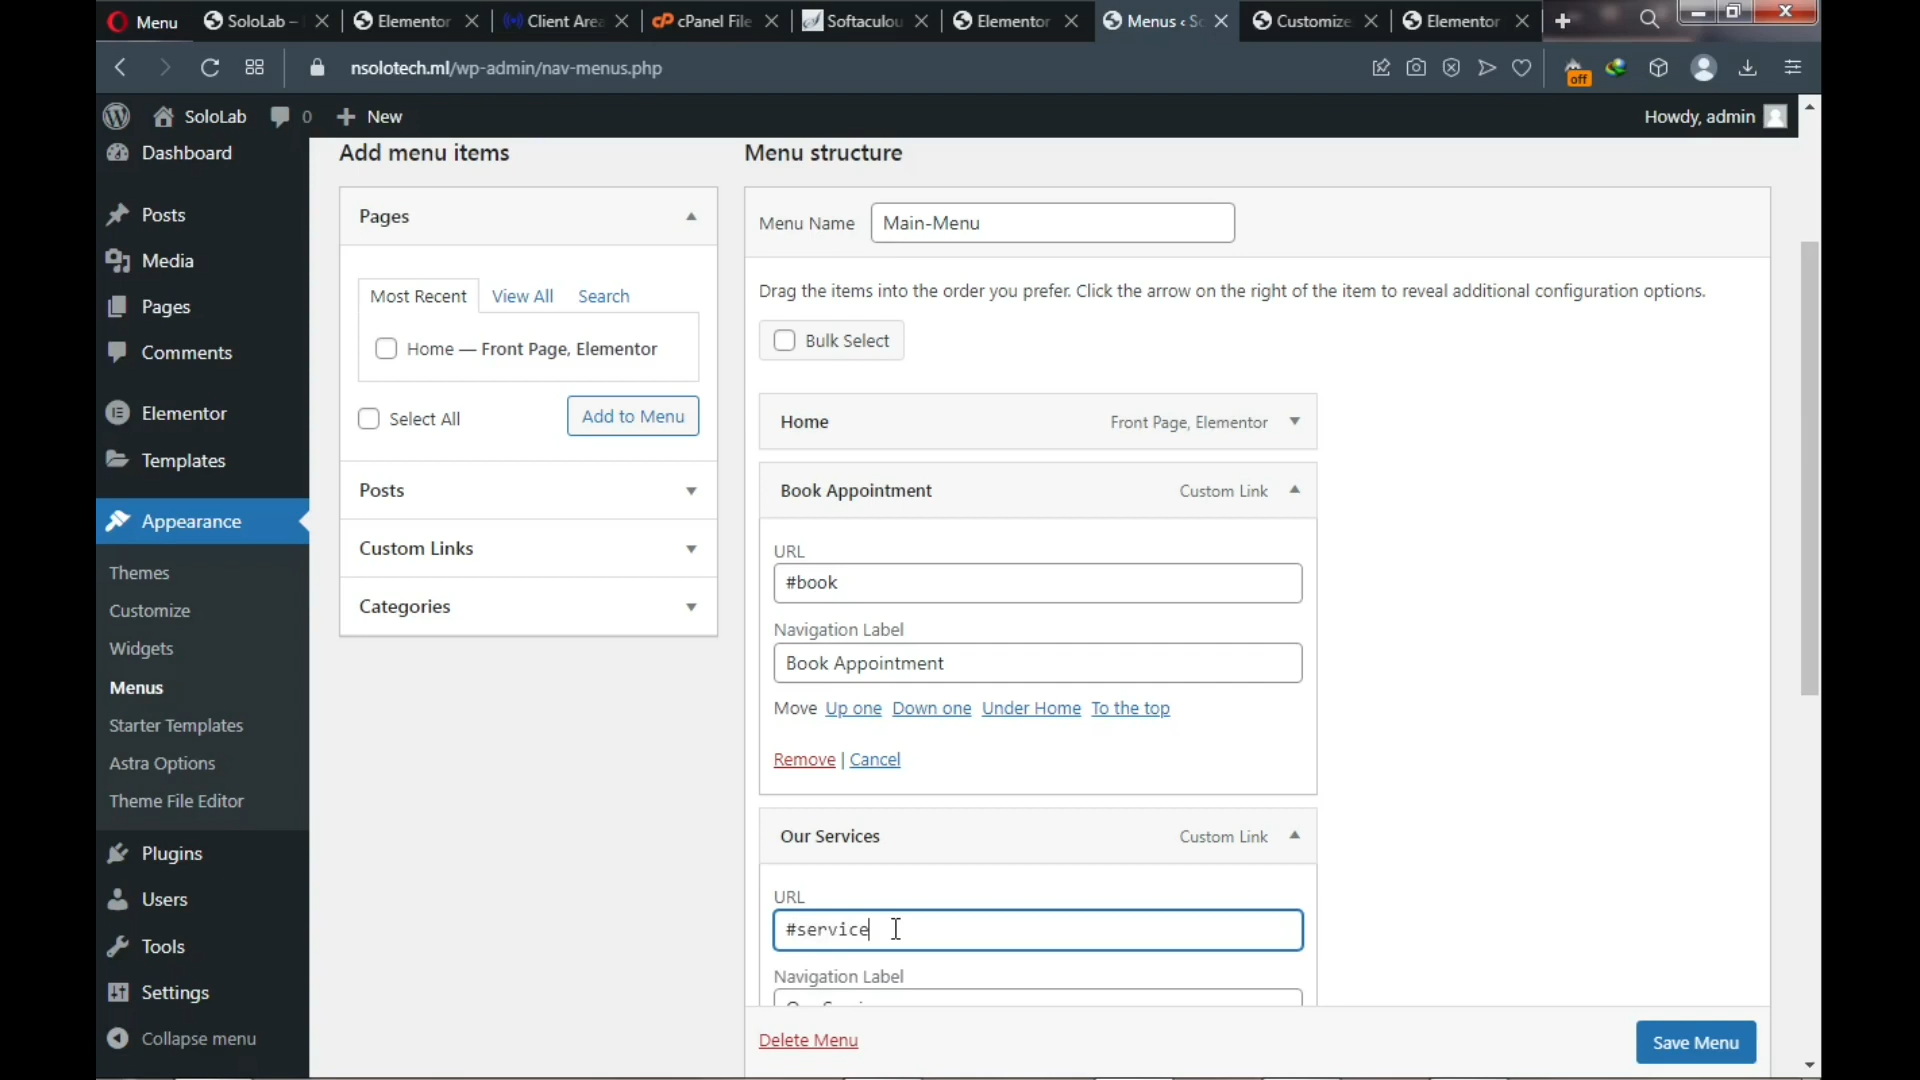 Menu
SoloLab –
Elementor
Client Area
cPanel File
Softaculou
Elementor
Menus ‹ So
Customize
Elementor
nsolotech.ml/wp-admin/nav-menus.php
off
SoloLab
0
New
Howdy, admin
Dashboard
Posts
Media
Pages
Comments
Elementor
Templates
Appearance
Themes
Customize
Widgets
Menus
Starter Templates
Astra Options
Theme File Editor
Plugins
Users
Tools
Settings
Collapse menu
Add menu items
Pages
Most Recent
View All
Search
Home — Front Page, Elementor
Select All
Add to Menu
Posts
Custom Links
Categories
Menu structure
Menu Name
Main-Menu
Drag the items into the order you prefer. Click the arrow on the right of the item to reveal additional configuration options.
Bulk Select
Home
Front Page, Elementor
Book Appointment
Custom Link
URL
#book
Navigation Label
Book Appointment
Move Up one Down one Under Home To the top
Remove | Cancel
Our Services
Custom Link
URL
#service
Navigation Label
Delete Menu
Save Menu